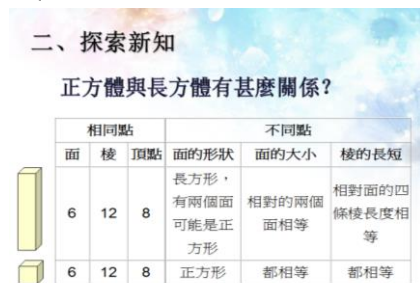 二、探索新知
正方體與長方體有甚麼關係?
相同點 不同點
面 棱 頂點 面的形狀 面的大小 棱的長短
6 12 8 長方形，有兩個面可能是正方形 相對的兩個面相等 相對面的四條棱長度相等
6 12 8 正方形 都相等 都相等